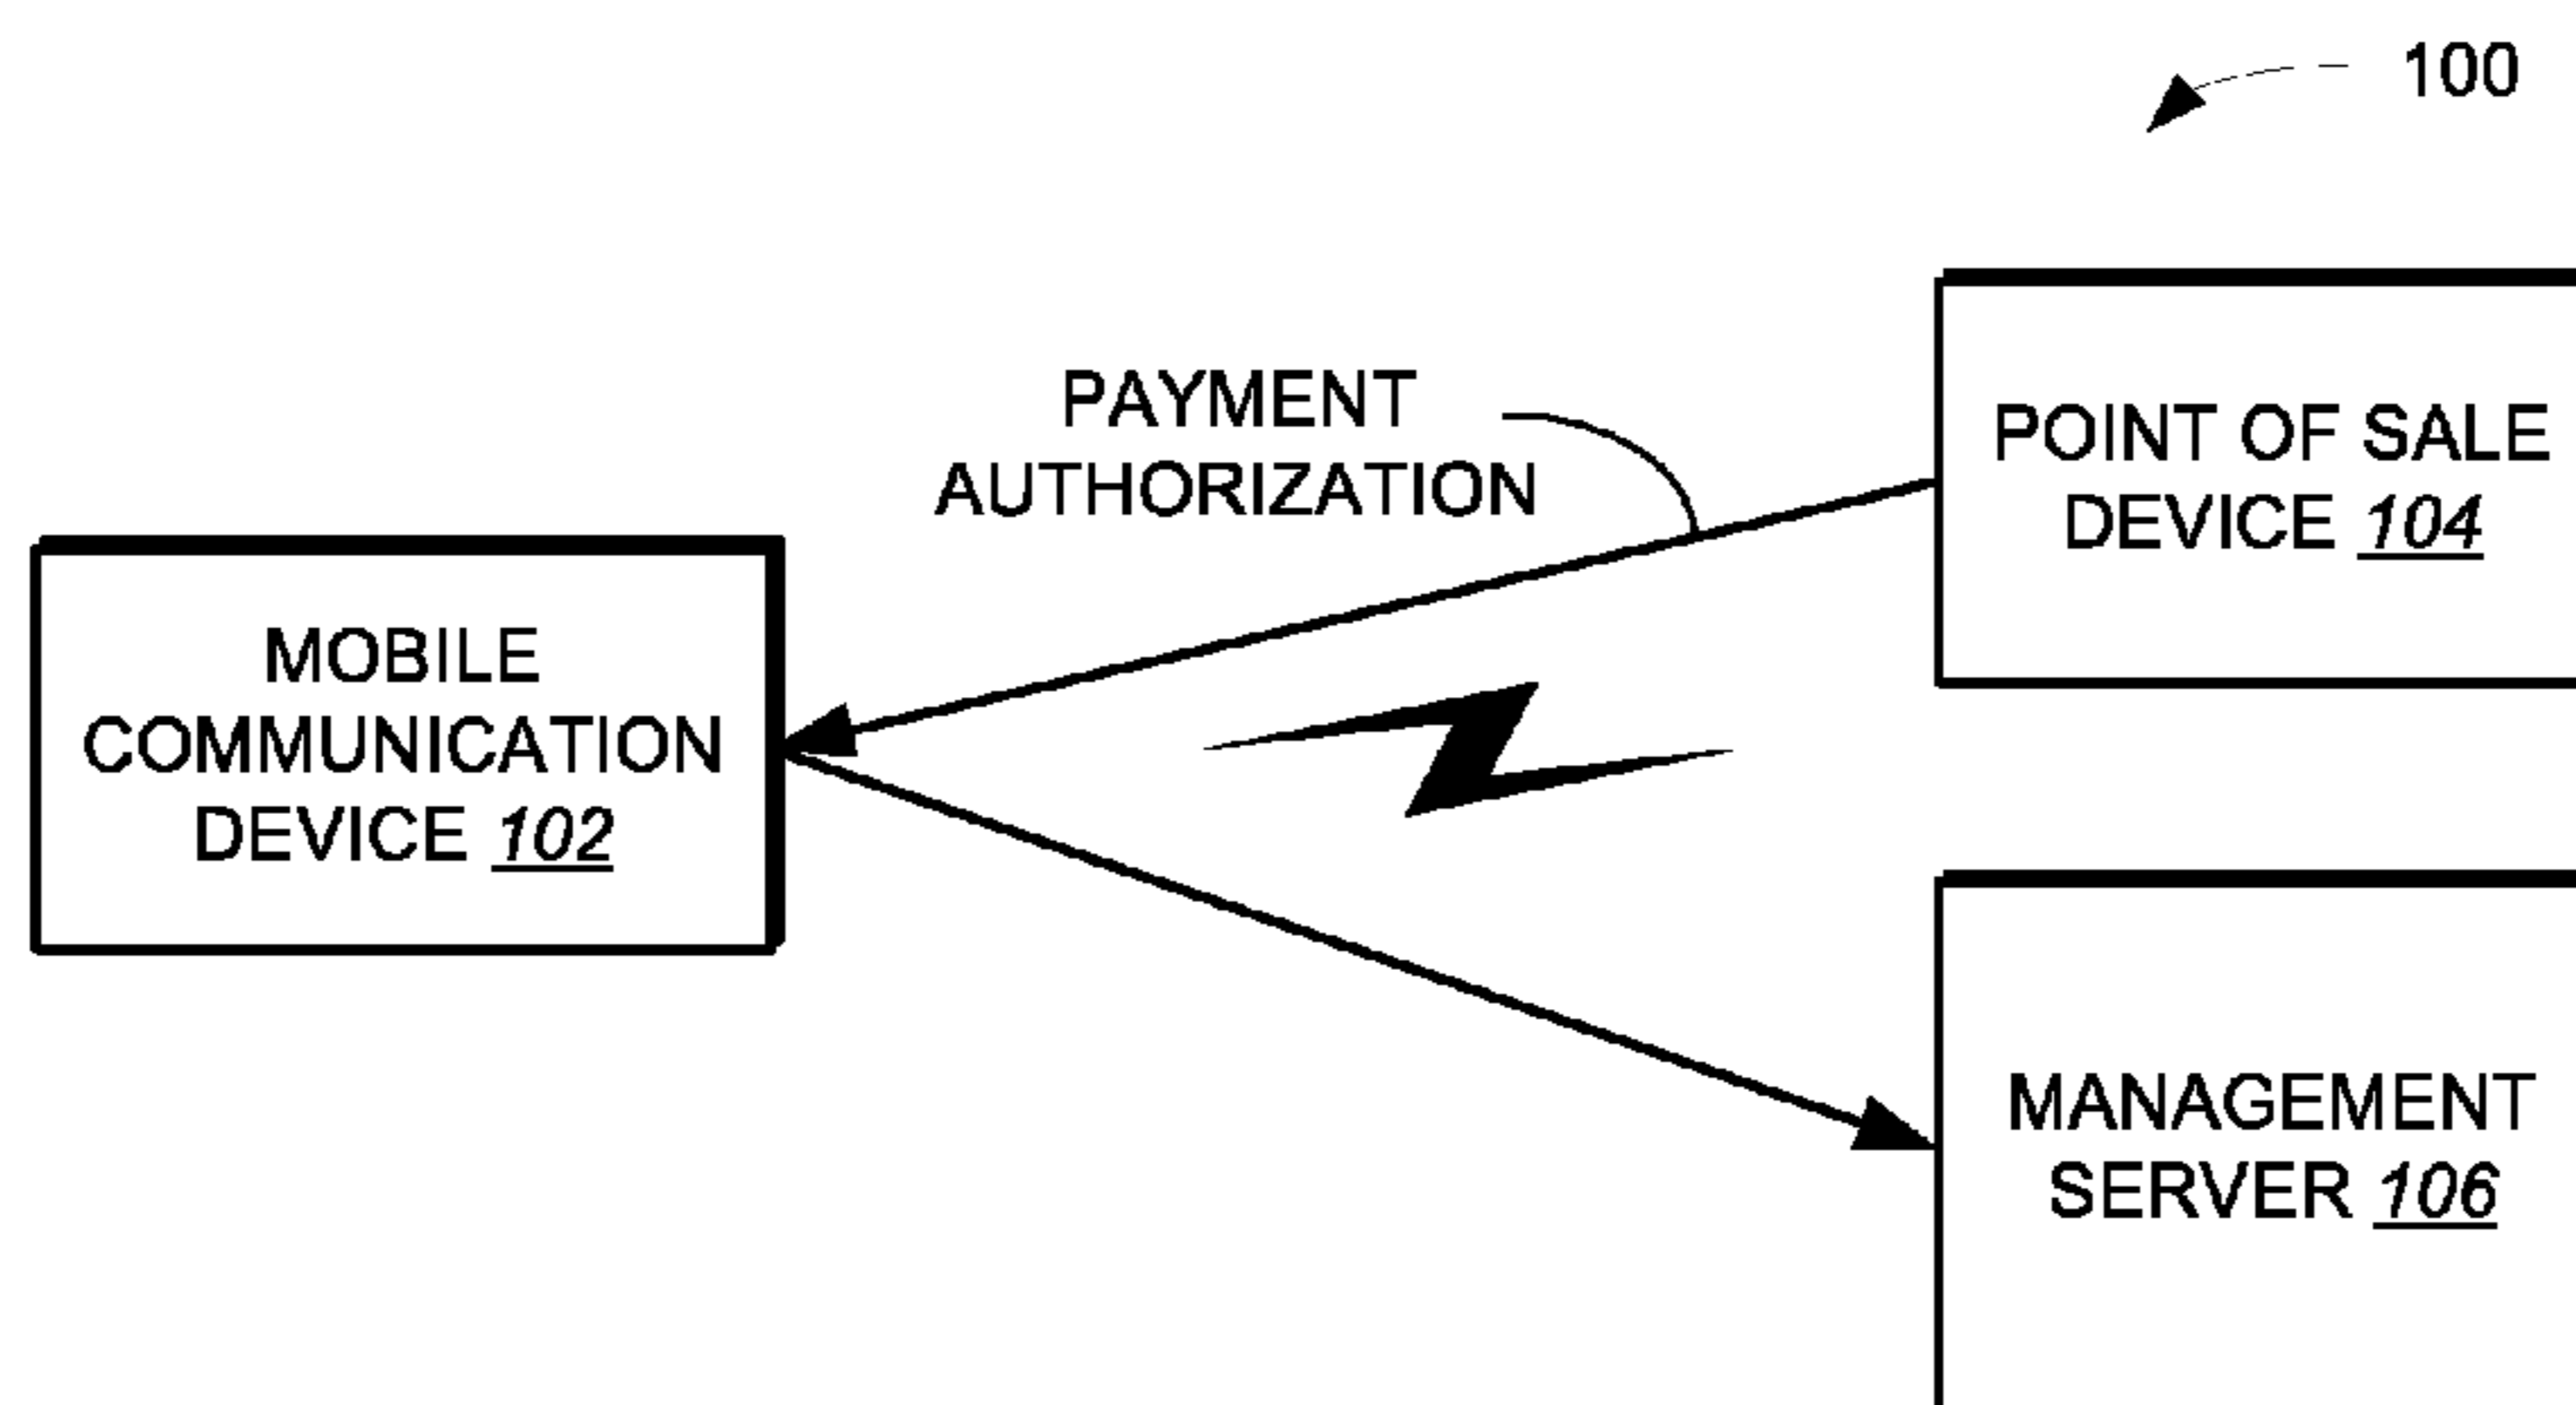 100
PAYMENT
AUTHORIZATION
POINT OF SALE
DEVICE 104
MOBILE
COMMUNICATION
DEVICE 102
MANAGEMENT
SERVER 106